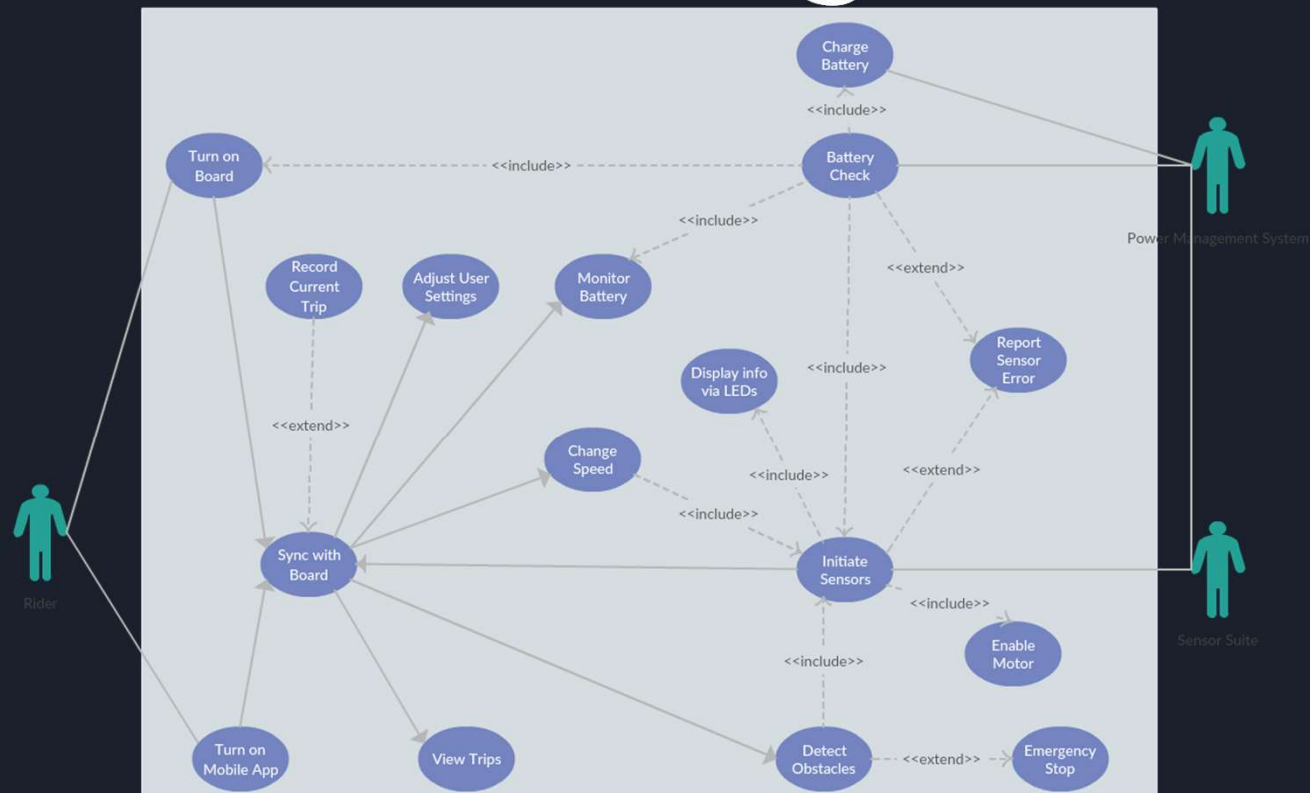 Charge
Battery
<<include>>
Turn on
Board
<<include>>
Battery
Check
<<include>>
Power Management System
Record
Current
Trip
Adjust User
Settings
Monitor
Battery
<<extend>>
Report
Sensor
Error
Display info
via LEDs
<<include>>
<<extend>>
Change
Speed
<<include>>
<<extend>>
<<include>>
Sync with
Board
Initiate
Sensors
Rider
<<include>>
Sensor Suite
Enable
Motor
<<include>>
Turn on
Mobile App
View Trips
Detect
Obstacles
<<extend>>
Emergency
Stop